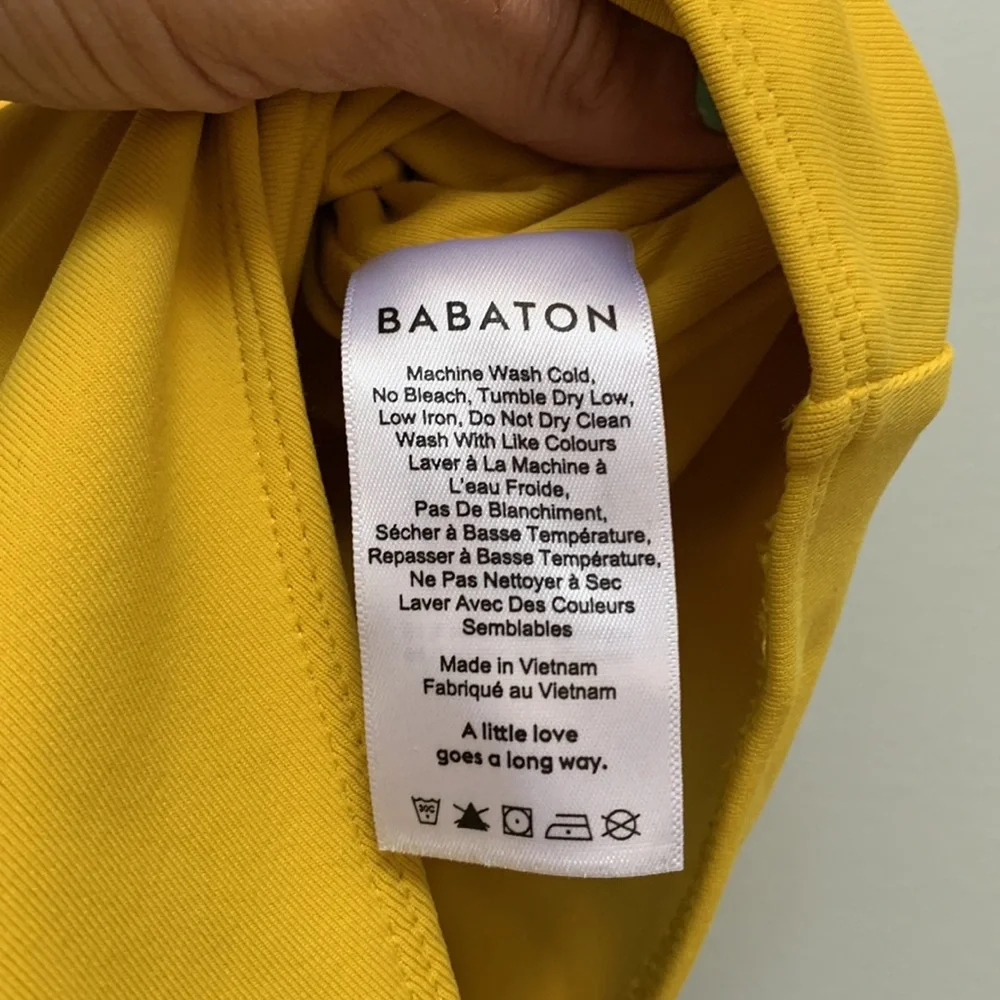 BABATON
Machine Wash Cold,
No Bleach, Tumble Dry Low,
Low Iron, Do Not Dry Clean
Wash With Like Colours
Laver à La Machine à
L'eau Froide,
Pas De Blanchiment,
Sécher à Basse Température,
Repasser à Basse Température,
Ne Pas Nettoyer à Sec
Laver Avec Des Couleurs
Semblables
Made in Vietnam
Fabriqué au Vietnam
A little love
goes a long way.
30C